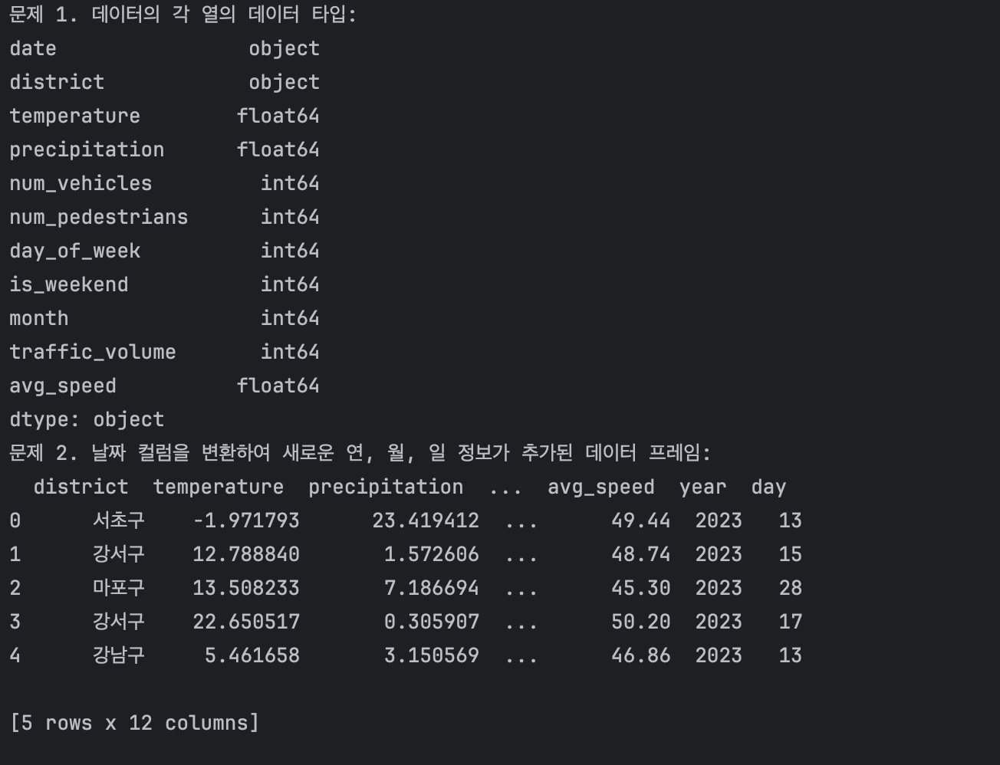 문제 1. 데이터의 각 열의 데이터 타입:
date                object
district            object
temperature        float64
precipitation      float64
num_vehicles         int64
num_pedestrians      int64
day_of_week          int64
is_weekend           int64
month                int64
traffic_volume       int64
avg_speed          float64
dtype: object
문제 2. 날짜 컬럼을 변환하여 새로운 연, 월, 일 정보가 추가된 데이터 프레임:
  district  temperature  precipitation  ...  avg_speed  year  day
0      서초구    -1.971793      23.419412  ...      49.44  2023   13
1      강서구    12.788840       1.572606  ...      48.74  2023   15
2      마포구    13.508233       7.186694  ...      45.30  2023   28
3      강서구    22.650517       0.305907  ...      50.20  2023   17
4      강남구     5.461658       3.150569  ...      46.86  2023   13
[5 rows x 12 columns]